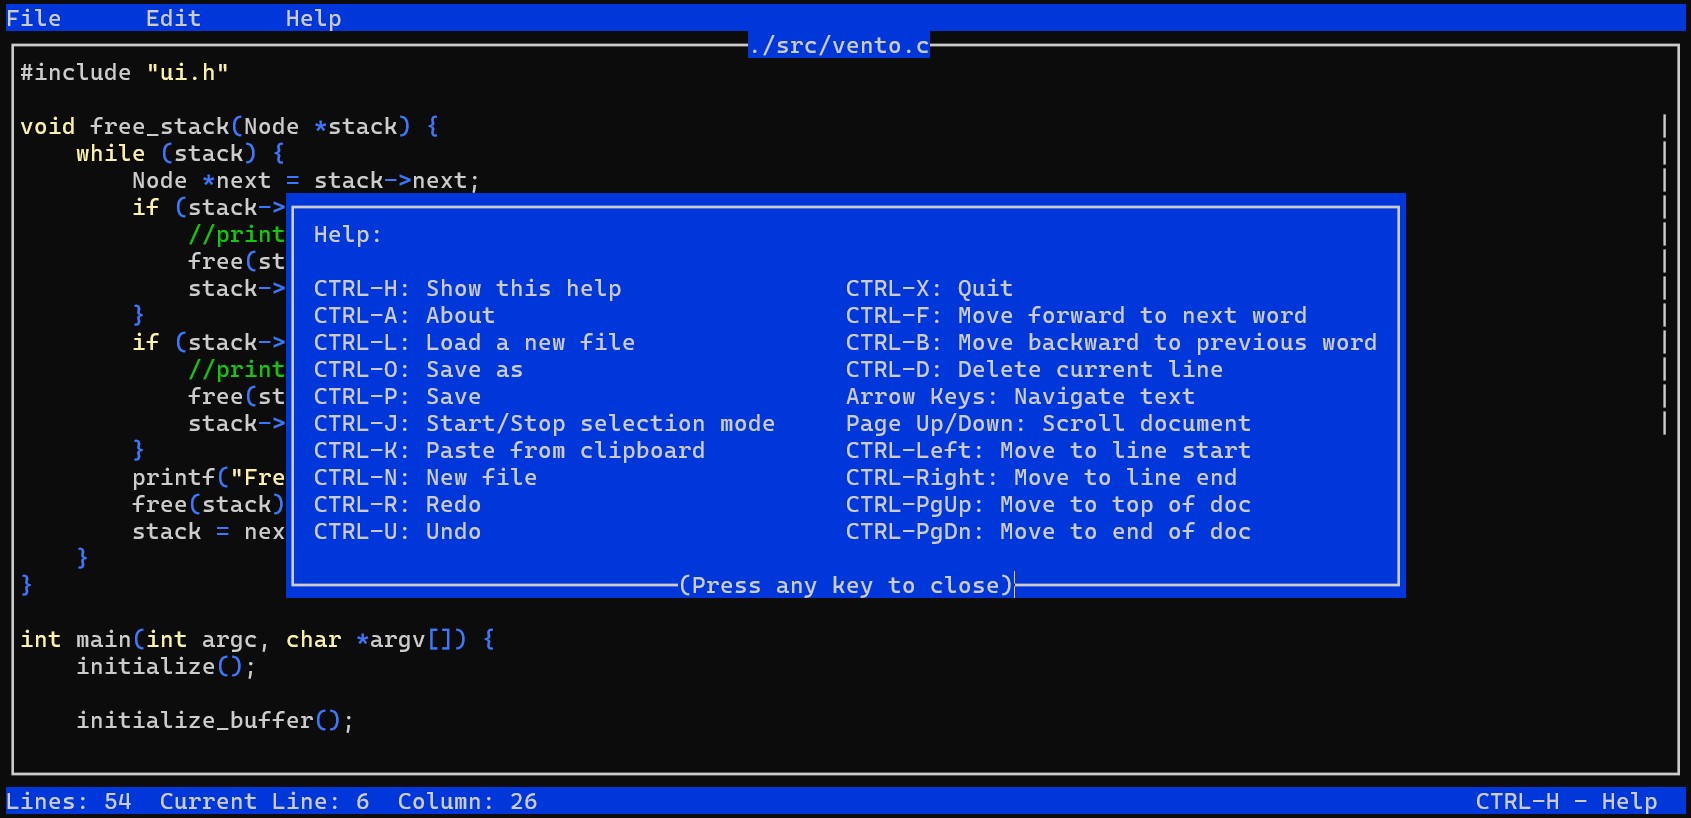 File Edit Help
./src/vento.c
#include "ui.h"
void free_stack(Node *stack) {
while (stack) {
Node *next = stack->next;
if (stack->
//print
free(st
stack->
}
if (stack->
//print
free(st
stack->
}
printf("Fre
free(stack)
stack = nex
}
}
Help:
CTRL-H: Show this help CTRL-X: Quit
CTRL-A: About CTRL-F: Move forward to next word
CTRL-L: Load a new file CTRL-B: Move backward to previous word
CTRL-O: Save as CTRL-D: Delete current line
CTRL-P: Save Arrow Keys: Navigate text
CTRL-J: Start/Stop selection mode Page Up/Down: Scroll document
CTRL-K: Paste from clipboard CTRL-Left: Move to line start
CTRL-N: New file CTRL-Right: Move to line end
CTRL-R: Redo CTRL-PgUp: Move to top of doc
CTRL-U: Undo CTRL-PgDn: Move to end of doc
(Press any key to close)
int main(int argc, char *argv[]) {
initialize();
initialize_buffer();
Lines: 54 Current Line: 6 Column: 26 CTRL-H - Help